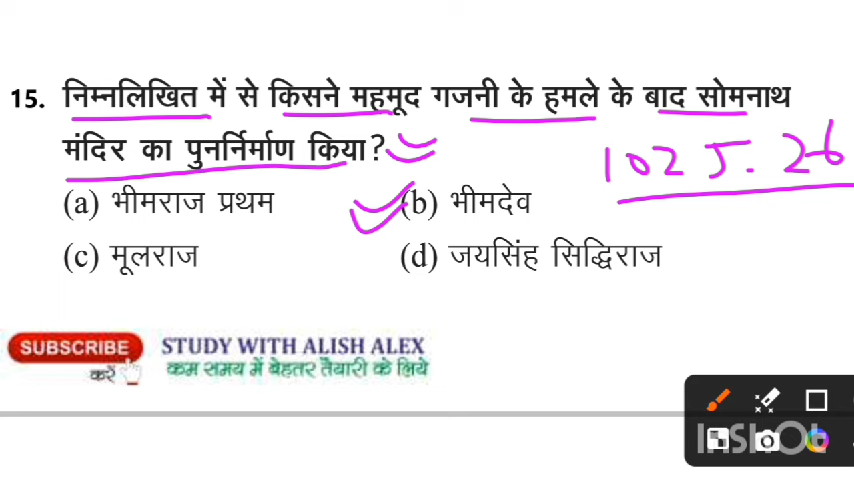 15. निम्नलिखित में से किसने महमूद गजनी के हमले के बाद सोमनाथ
मंदिर का पुनर्निर्माण किया?
1025.26
(a) भीमराज प्रथम (b) भीमदेव
(c) मूलराज (d) जयसिंह सिद्धिराज
SUBSCRIBE
करें
STUDY WITH ALISH ALEX
कम समय में बेहतर तैयारी के लिये
InShOt